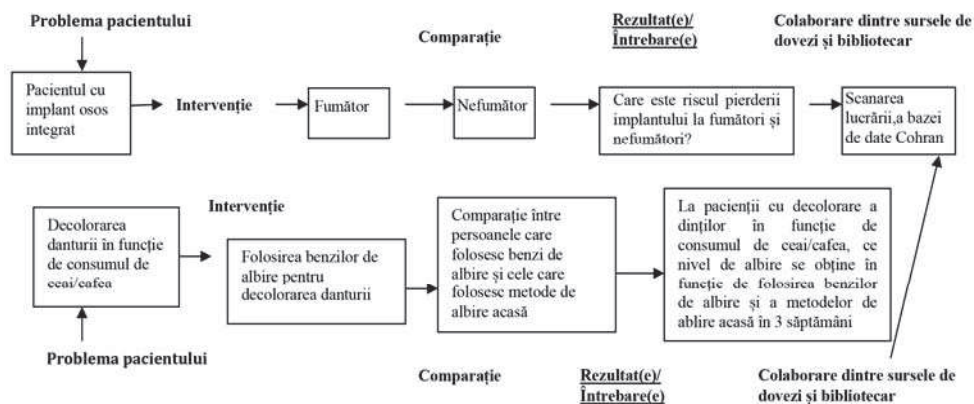 Problema pacientului
Comparație
Rezultat(e)/
Întrebare(e)
Colaborare dintre sursele de
dovezi și bibliotecar
Pacientul cu
implant osos
integrat
Intervenție
Fumător
Nefumător
Care este riscul pierderii
implantului la fumători și
nefumători?
Scanarea
lucrării,a bazei
de date Cohran
Decolorarea
danturii în funcție
de consumul de
ceai/cafea
Intervenție
Folosirea benzilor de
albire pentru
decolorarea danturii
Comparație între
persoanele care
folosesc benzi de
albire și cele care
folosesc metode de
albire acasă
La pacienții cu decolorare a
dinților în funcție de
consumul de ceai/cafea, ce
nivel de albire se obține în
funcție de folosirea benzilor
de albire și a metodelor de
ablire acasă în 3 săptămâni
Problema pacientului
Comparație
Rezultat(e)/
Întrebare(e)
Colaborare dintre sursele de
dovezi și bibliotecar